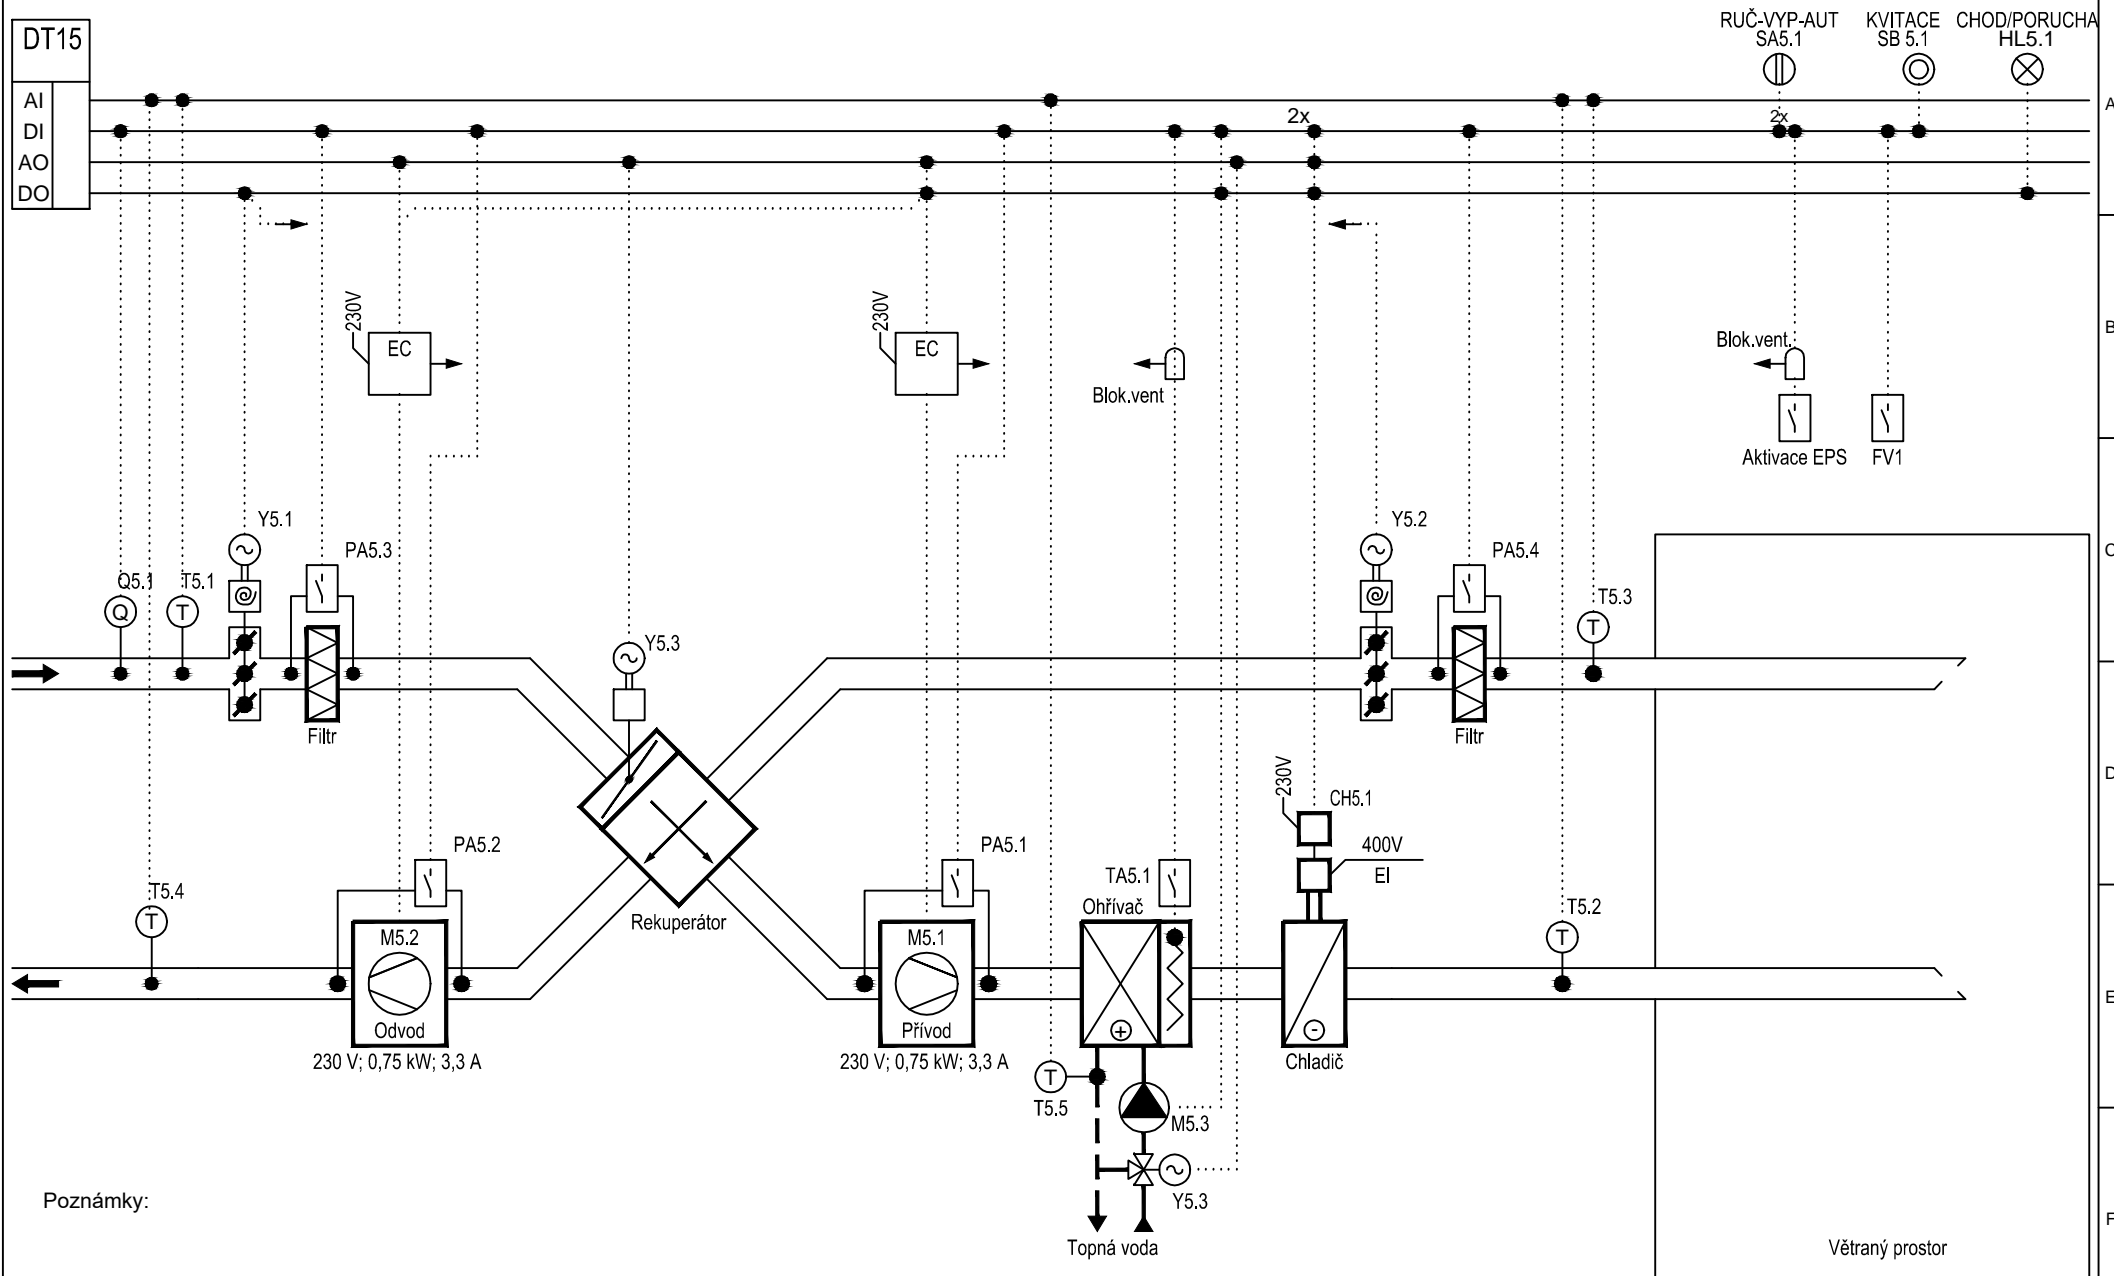 RUČ-VYP-AUT KVITACE CHOD/PORUCHA
SA5.1 SB 5.1 HL5.1
DT15
AI
DI
AO
DO
2x
2x
A
B
C
D
E
F
230V
EC
230V
EC
Blok.vent
Blok.vent.
Aktivace EPS
FV1
Y5.1
PA5.3
Q5.1
Q
T5.1
T
Filtr
Y5.3
Y5.2
PA5.4
T5.3
T
Filtr
230V
CH5.1
400V
El
T5.4
T
PA5.2
M5.2
Odvod
230 V; 0,75 kW; 3,3 A
Rekuperátor
PA5.1
M5.1
Přívod
230 V; 0,75 kW; 3,3 A
TA5.1
Ohřívač
+
-
Chladič
T5.2
T
T
T5.5
M5.3
Y5.3
Topná voda
Poznámky:
Větraný prostor